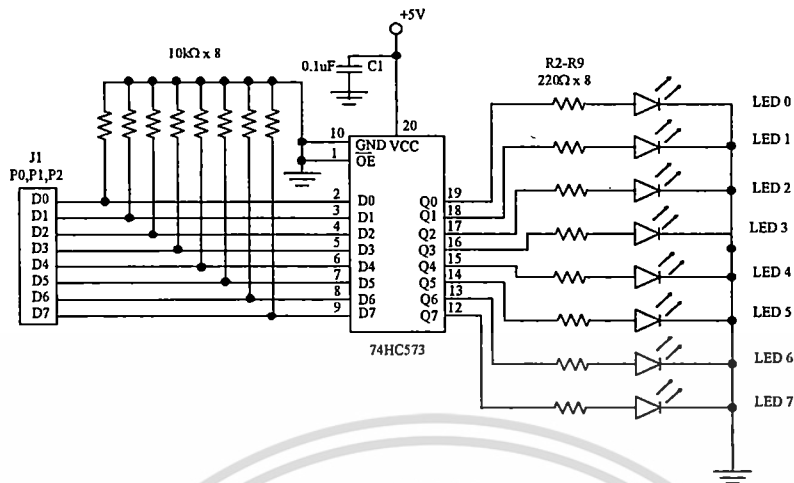 +5V
10kΩ x 8
0.1uF C1
R2-R9
220Ω x 8
LED 0
LED 1
LED 2
LED 3
LED 4
LED 5
LED 6
LED 7
J1
P0,P1,P2
D0
D1
D2
D3
D4
D5
D6
D7
10
1
20
GND VCC
OE
2
3
4
5
6
7
8
9
D0
D1
D2
D3
D4
D5
D6
D7
Q0
Q1
Q2
Q3
Q4
Q5
Q6
Q7
19
18
17
16
15
14
13
12
74HC573